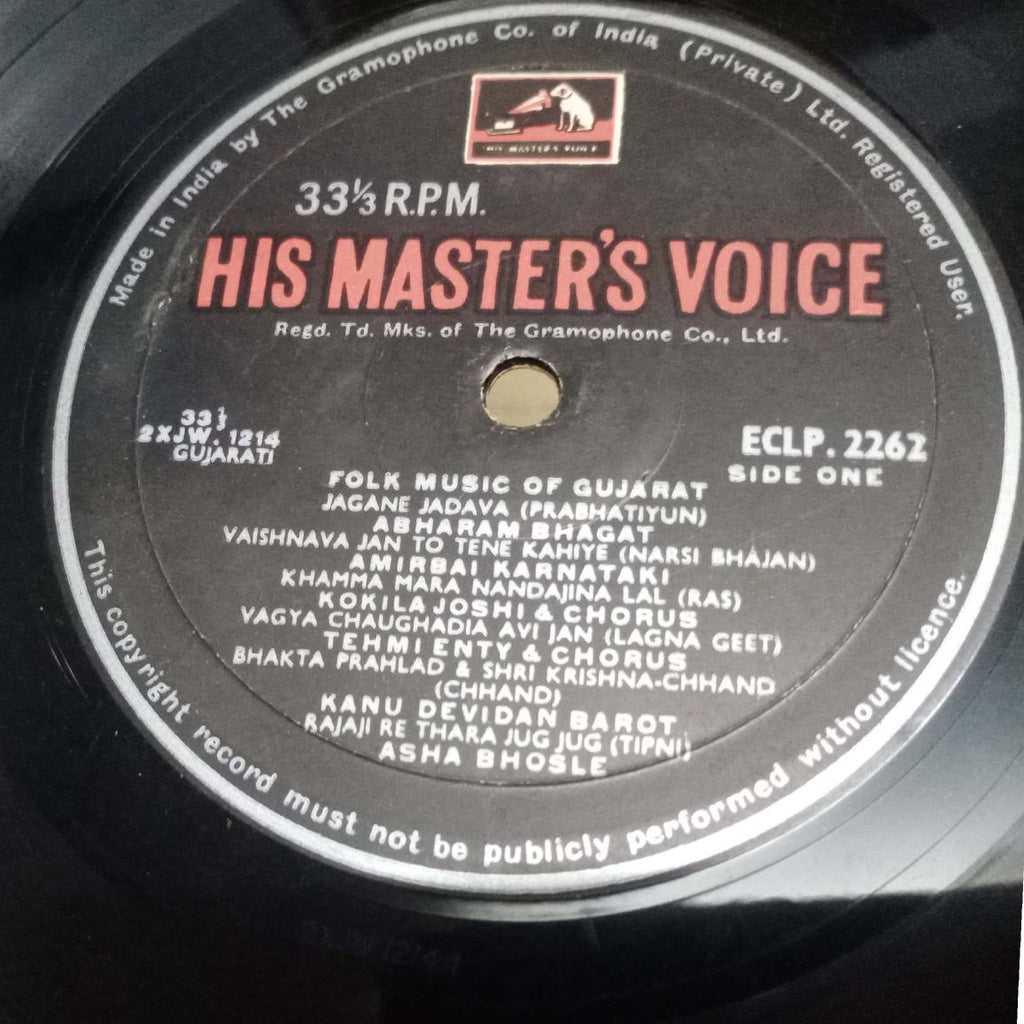 Made in India by The Gramophone Co. of India (Private) Ltd. Registered User.
HIS MASTER'S VOICE
33⅓ R.P.M.
HIS MASTER'S VOICE
Regd. Td. Mks. of The Gramophone Co., Ltd.
33⅓
2XJW. 1214
GUJARATI
ECLP. 2262
SIDE ONE
FOLK MUSIC OF GUJARAT
JAGANE JADAVA (PRABHATIYUN)
ABHARAM BHAGAT
VAISHNAVA JAN TO TENE KAHIYE (NARSI BHAJAN)
AMIRBAI KARNATAKI
KHAMMA MARA NANDAJINA LAL (RAS)
KOKILA JOSHI & CHORUS
VAGYA CHAUGHADIA AVI JAN (LAGNA GEET)
TEHMI ENTY & CHORUS
BHAKTA PRAHLAD & SHRI KRISHNA-CHHAND
(CHHAND)
KANU DEVIDAN BAROT
RAJAJI RE THARA JUG JUG (TIPNI)
ASHA BHOSLE
This copyright record must not be publicly performed without licence.